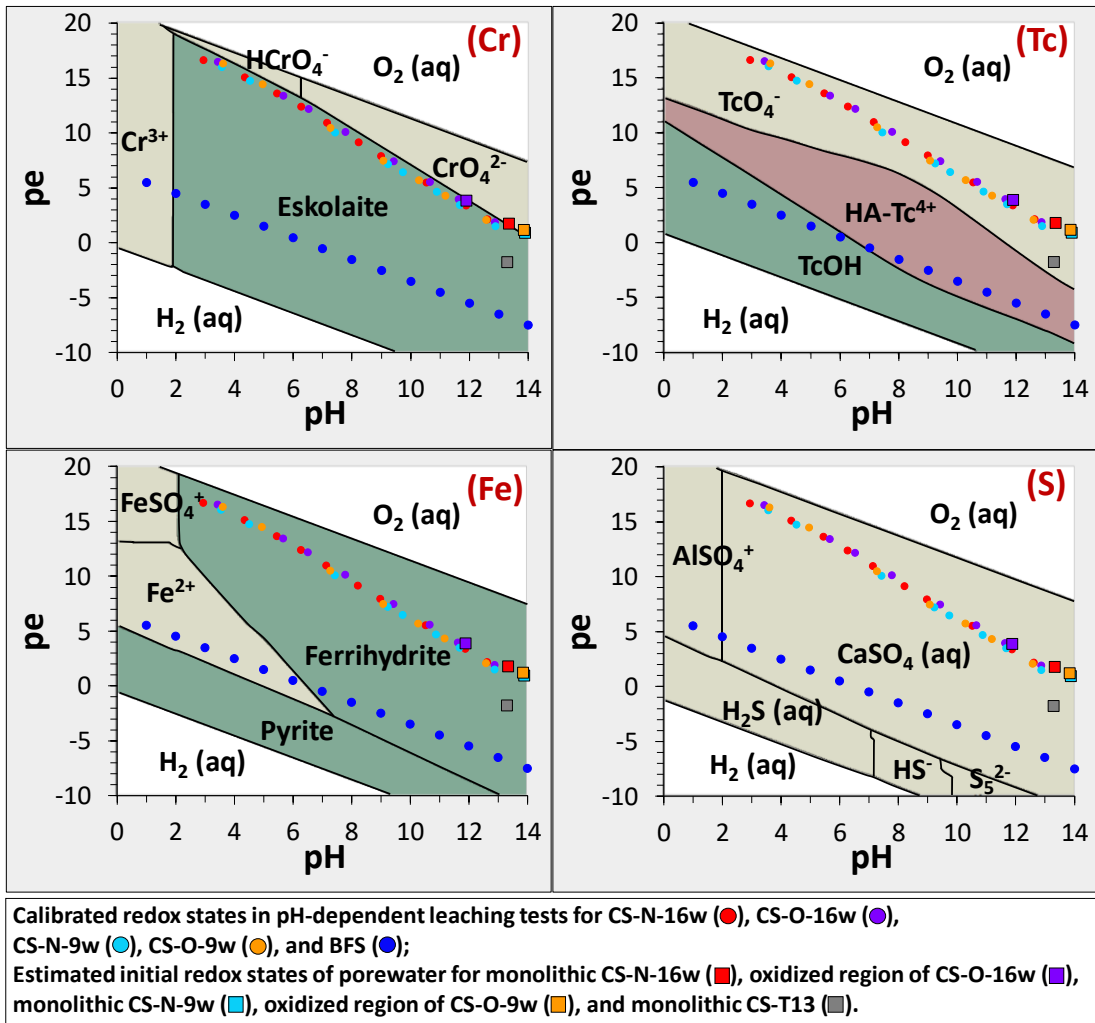 (Cr)
HCrO₄⁻
O₂ (aq)
Cr³⁺
CrO₄²⁻
Eskolaite
H₂ (aq)
pe
20
15
10
5
0
-5
-10
0 2 4 6 8 10 12 14
pH
(Tc)
O₂ (aq)
TcO₄⁻
HA-Tc⁴⁺
TcOH
H₂ (aq)
pe
20
15
10
5
0
-5
-10
0 2 4 6 8 10 12 14
pH
(Fe)
FeSO₄⁺
O₂ (aq)
Fe²⁺
Ferrihydrite
Pyrite
H₂ (aq)
pe
20
15
10
5
0
-5
-10
0 2 4 6 8 10 12 14
pH
(S)
O₂ (aq)
AlSO₄⁺
CaSO₄ (aq)
H₂S (aq)
HS⁻
S₅²⁻
H₂ (aq)
pe
20
15
10
5
0
-5
-10
0 2 4 6 8 10 12 14
pH
Calibrated redox states in pH-dependent leaching tests for CS-N-16w (●), CS-O-16w (●),
CS-N-9w (●), CS-O-9w (●), and BFS (●);
Estimated initial redox states of porewater for monolithic CS-N-16w (■), oxidized region of CS-O-16w (■),
monolithic CS-N-9w (■), oxidized region of CS-O-9w (■), and monolithic CS-T13 (■).